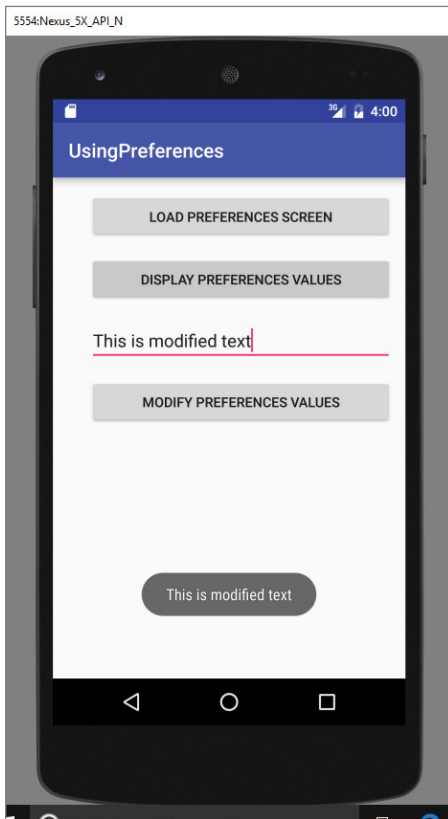 5554:Nexus_5X_API_N
3G 4:00
UsingPreferences
LOAD PREFERENCES SCREEN
DISPLAY PREFERENCES VALUES
This is modified text
MODIFY PREFERENCES VALUES
This is modified text